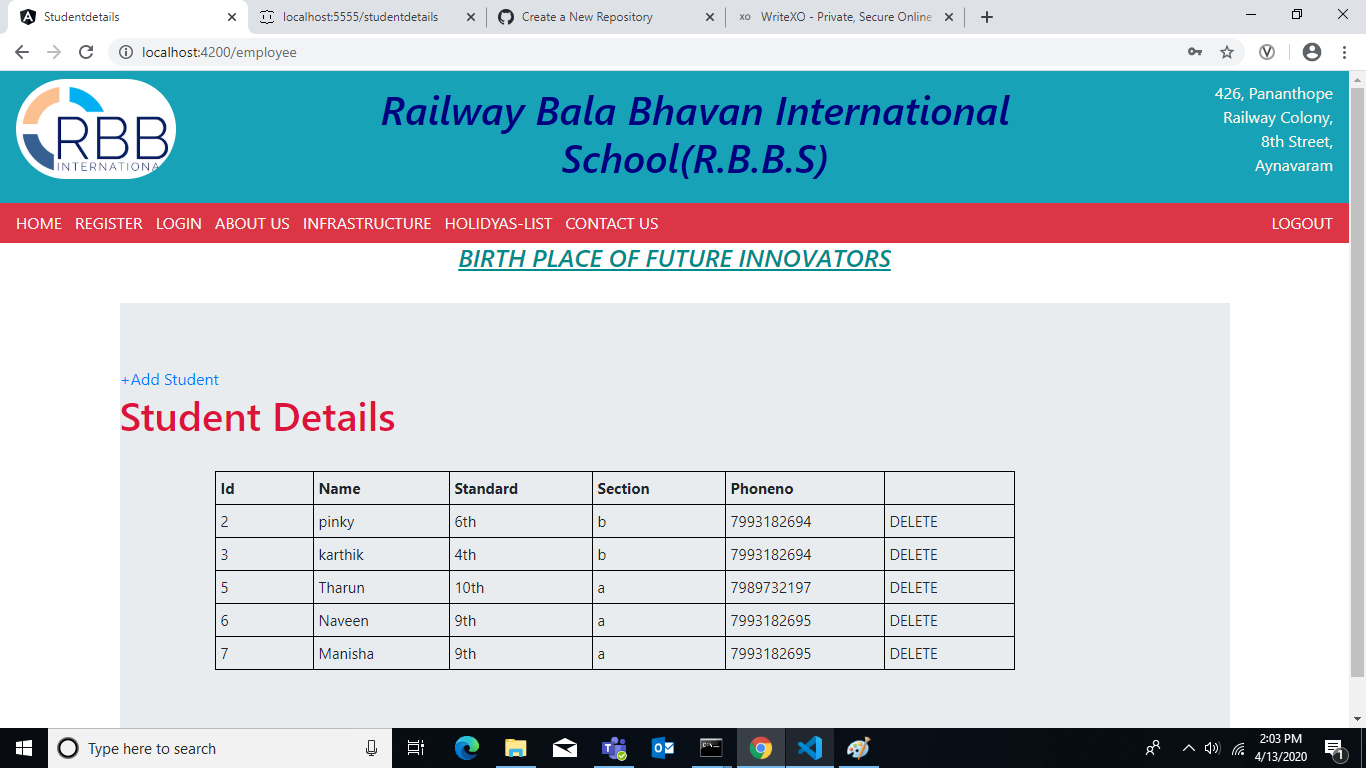 Studentdetails
localhost:5555/studentdetails
Create a New Repository
XO WriteXO - Private, Secure Online
localhost:4200/employee
RBB
INTERNATIONA
Railway Bala Bhavan International
School(R.B.B.S)
426, Pananthope
Railway Colony,
8th Street,
Aynavaram
HOME REGISTER LOGIN ABOUT US INFRASTRUCTURE HOLIDYAS-LIST CONTACT US LOGOUT
BIRTH PLACE OF FUTURE INNOVATORS
+Add Student
Student Details
Id Name Standard Section Phoneno
2 pinky 6th b 7993182694 DELETE
3 karthik 4th b 7993182694 DELETE
5 Tharun 10th a 7989732197 DELETE
6 Naveen 9th a 7993182695 DELETE
7 Manisha 9th a 7993182695 DELETE
Type here to search
2:03 PM
4/13/2020
1